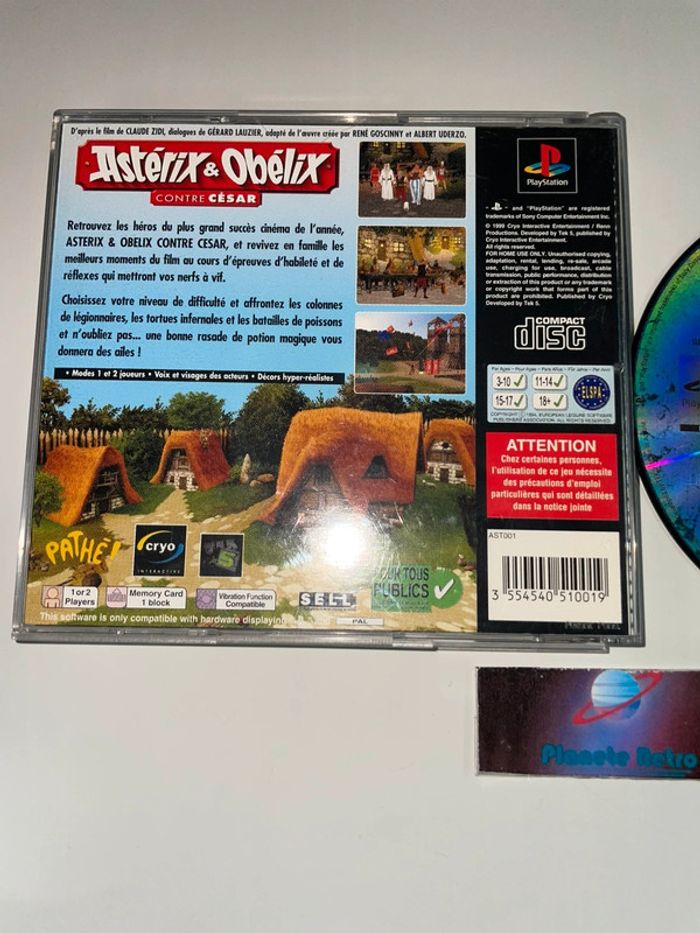 D'après le film de CLAUDE ZIDI, dialogues de GÉRARD LAUZIER, adapté de l'œuvre créée par RENÉ GOSCINNY et ALBERT UDERZO.
Astérix & Obélix
CONTRE CÉSAR
Retrouvez les héros du plus grand succès cinéma de l'année,
ASTERIX & OBELIX CONTRE CESAR, et revivez en famille les
meilleurs moments du film au cours d'épreuves d'habileté et de
réflexes qui mettront vos nerfs à vif.
Choisissez votre niveau de difficulté et affrontez les colonnes
de légionnaires, les tortues infernales et les batailles de poissons
et n'oubliez pas... une bonne rasade de potion magique vous
donnera des ailes !
• Modes 1 et 2 joueurs • Voix et visages des acteurs • Décors hyper-réalistes
PATHÉ!
cryo
INTERACTIVE
1 or 2
Players
Memory Card
1 block
Vibration Function
Compatible
SELL
TOUS
PUBLICS
This software is only compatible with hardware displaying
PAL
PlayStation
and "PlayStation" are registered
trademarks of Sony Computer Entertainment Inc.
© 1999 Cryo Interactive Entertainment / Renn
Productions. Developed by Tek 5, published by
Cryo Interactive Entertainment.
All rights reserved.
FOR HOME USE ONLY. Unauthorised copying,
adaptation, rental, lending, re-sale, arcade
use, charging for use, broadcast, cable
transmission, public performance, distribution
or extraction of this product or any trademark
or copyright work that forms part of this
product are prohibited. Published by Cryo
Developed by Tek 5.
COMPACT
disc
3-10
11-14
15-17
18+
ELSPA
ATTENTION
Chez certaines personnes,
l'utilisation de ce jeu nécessite
des précautions d'emploi
particulières qui sont détaillées
dans la notice jointe
AST001
3 554540 510019
Planete Retro